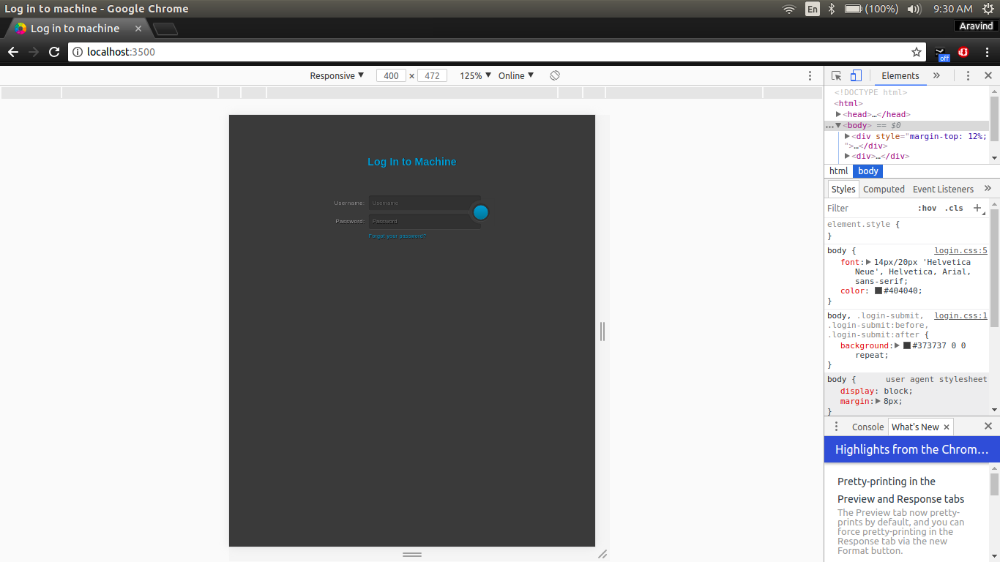 Log in to machine - Google Chrome
En (100%) 9:30 AM
Log in to machine ×
Aravind
localhost:3500
off
Responsive ▼ 400 × 472 125% ▼ Online ▼
Elements »
<!DOCTYPE html>
<html>
▶<head>…</head>
…▼<body> == $0
▶<div style="margin-top: 12%;
">…</div>
▶<div>…</div>
html body
Styles Computed Event Listeners »
Filter :hov .cls +
element.style {
}
body { login.css:5
font:▶14px/20px 'Helvetica
Neue', Helvetica, Arial,
sans-serif;
color: #404040;
}
body, .login-submit, login.css:1
.login-submit:before,
.login-submit:after {
background:▶ #373737 0 0
repeat;
}
body { user agent stylesheet
display: block;
margin:▶8px;
}
Console What's New ×
Highlights from the Chrom…
Pretty-printing in the
Preview and Response tabs
The Preview tab now pretty-
prints by default, and you can
force pretty-printing in the
Response tab via the new
Format button.
Log In to Machine
Username: Username
Password: Password
Forgot your password?